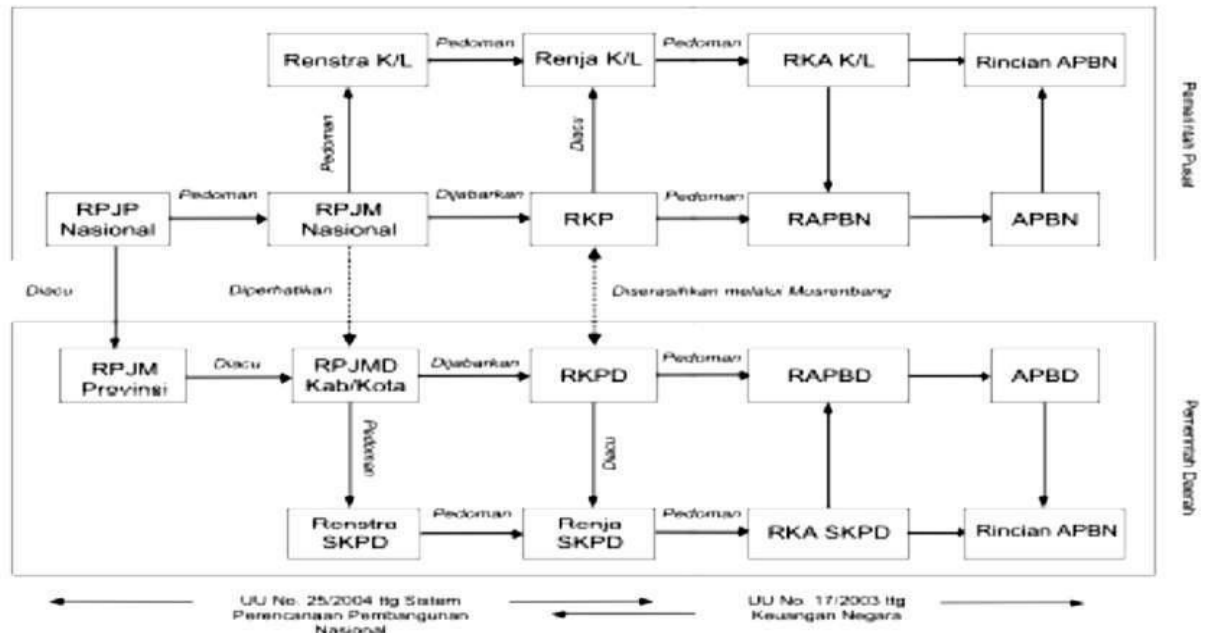 Pedoman
Pedoman
Renstra K/L
Renja K/L
RKA K/L
Rincian APBN
Pedoman
Diacu
Pemerintah Pusat
Pedoman
Dijabarkan
Pedoman
RPJP
Nasional
RPJM
Nasional
RKP
RAPBN
APBN
Diacu
Diperhatikan
Diserasihkan melalui Musrenbang
Diacu
Dijabarkan
Pedoman
RPJM
Provinsi
RPJMD
Kab/Kota
RKPD
RAPBD
APBD
Pedoman
Diacu
Pemerintah Daerah
Pedoman
Pedoman
Renstra
SKPD
Renja
SKPD
RKA SKPD
Rincian APBN
UU No. 25/2004 ttg Sistem
Perencanaan Pembangunan
Nasional
UU No. 17/2003 ttg
Keuangan Negara